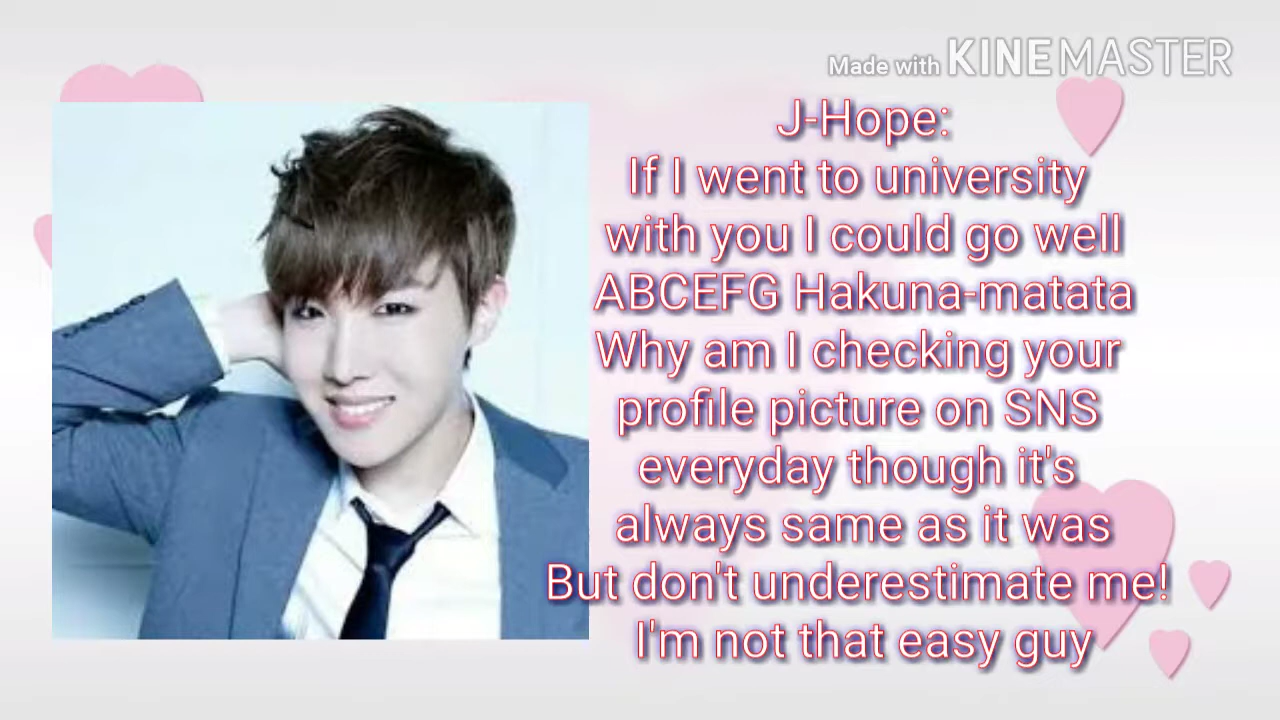 Made with KINEMASTER
J-Hope:
If I went to university
with you I could go well
ABCEFG Hakuna-matata
Why am I checking your
profile picture on SNS
everyday though it's
always same as it was
But don't underestimate me!
I'm not that easy guy